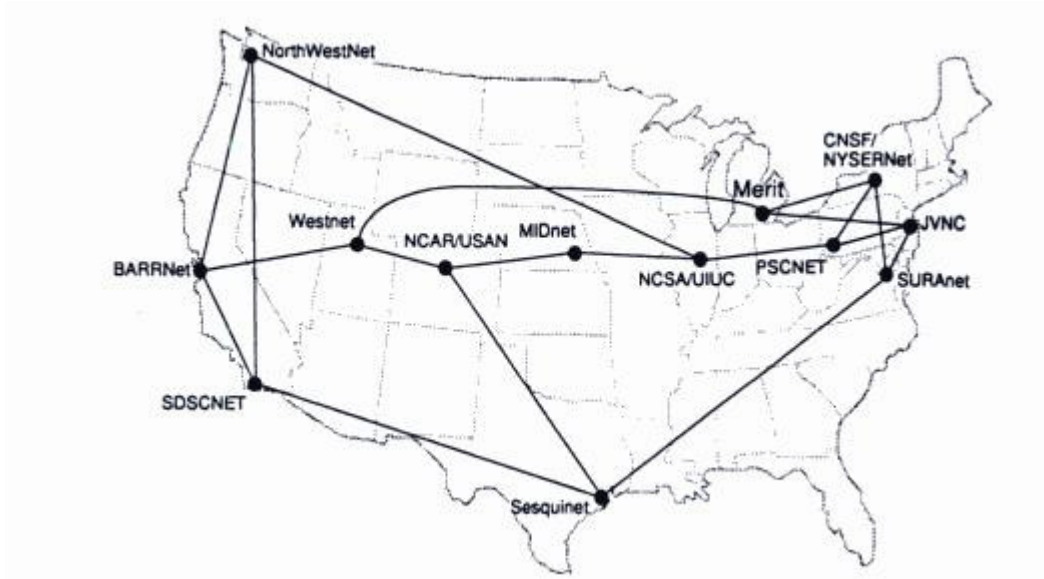 NorthWestNet
CNSF/
NYSERNet
Merit
Westnet
NCAR/USAN
MIDnet
JVNC
BARRNet
NCSA/UIUC
PSCNET
SURAnet
SDSCNET
Sesquinet